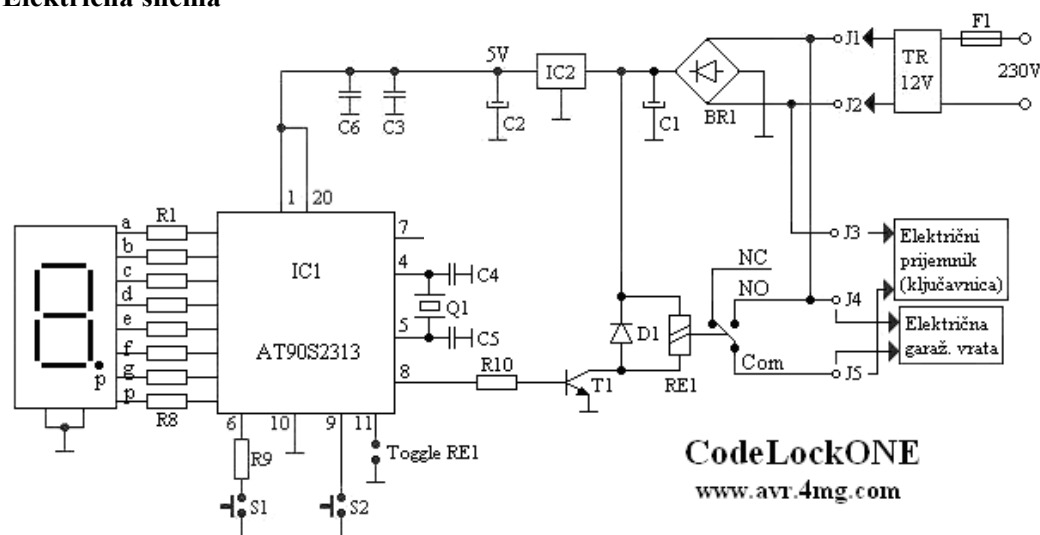 Električna shema
F1
J1
TR
12V
230V
J2
5V
IC2
C6
C3
C2
C1
BR1
1
20
a
R1
b
c
d
e
f
g
p
p
R8
IC1
AT90S2313
7
4
C4
Q1
5
C5
8
R10
T1
D1
RE1
NC
NO
Com
J3
J4
J5
Električni
prijemnik
(ključavnica)
Električna
garaž. vrata
6
10
9
11
R9
Toggle RE1
S1
S2
CodeLockONE
www.avr.4mg.com